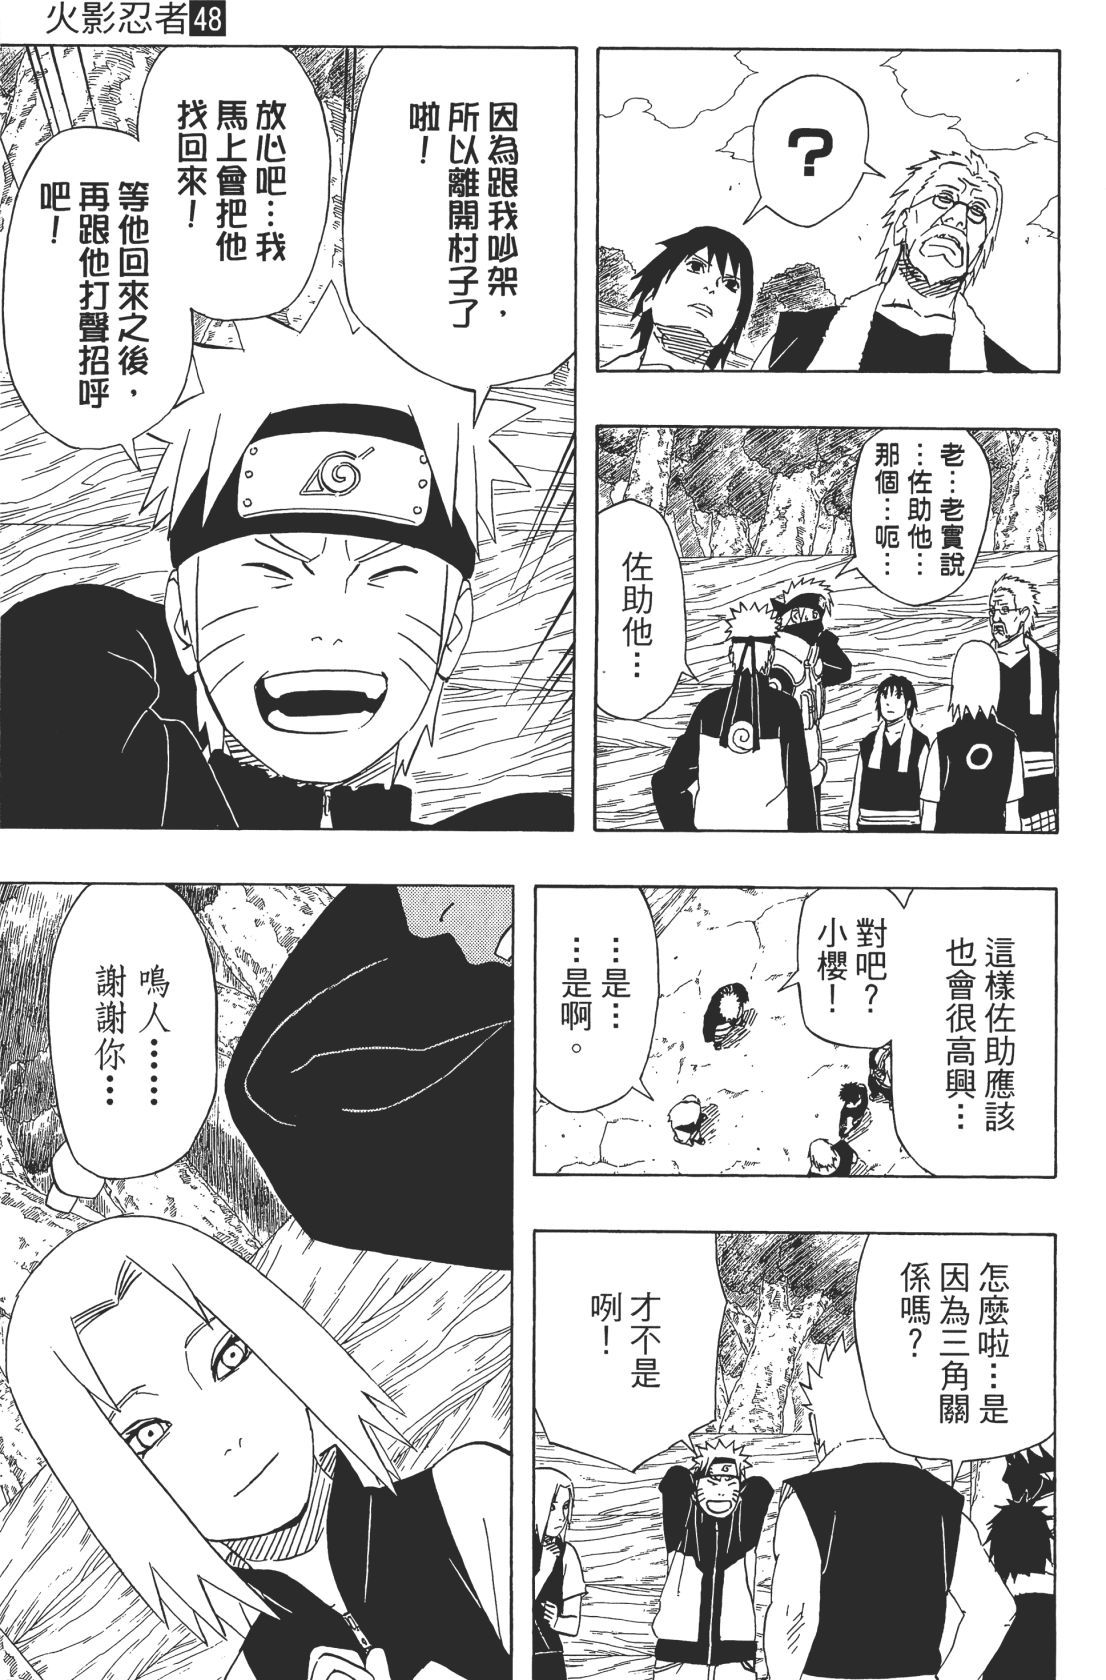 火影忍者48
？
老…老實說
…佐助他…
那個…呃…
佐助他…
因為跟我吵架，
所以離開村子了
啦！
放心吧…我
馬上會把他
找回來！
等他回來之後，
再跟他打聲招呼
吧！
這樣佐助應該
也會很高興…
對吧？
小櫻！
…是…
…是啊。
怎麼啦…是
因為三角關
係嗎？
才不是
咧！
鳴人……
謝謝你…